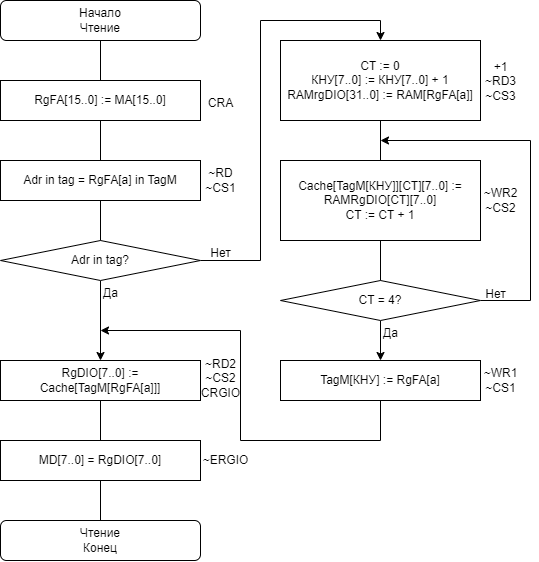 Начало
Чтение
RgFA[15..0] := MA[15..0]
CRA
Adr in tag = RgFA[a] in TagM
~RD
~CS1
Adr in tag?
Нет
Да
RgDIO[7..0] :=
Cache[TagM[RgFA[a]]]
~RD2
~CS2
CRGIO
MD[7..0] = RgDIO[7..0]
~ERGIO
Чтение
Конец
CT := 0
КНУ[7..0] := КНУ[7..0] + 1
RAMrgDIO[31..0] := RAM[RgFA[a]]
+1
~RD3
~CS3
Cache[TagM[КНУ]][CT][7..0] :=
RAMRgDIO[CT][7..0]
CT := CT + 1
~WR2
~CS2
CT = 4?
Нет
Да
TagM[КНУ] := RgFA[a]
~WR1
~CS1